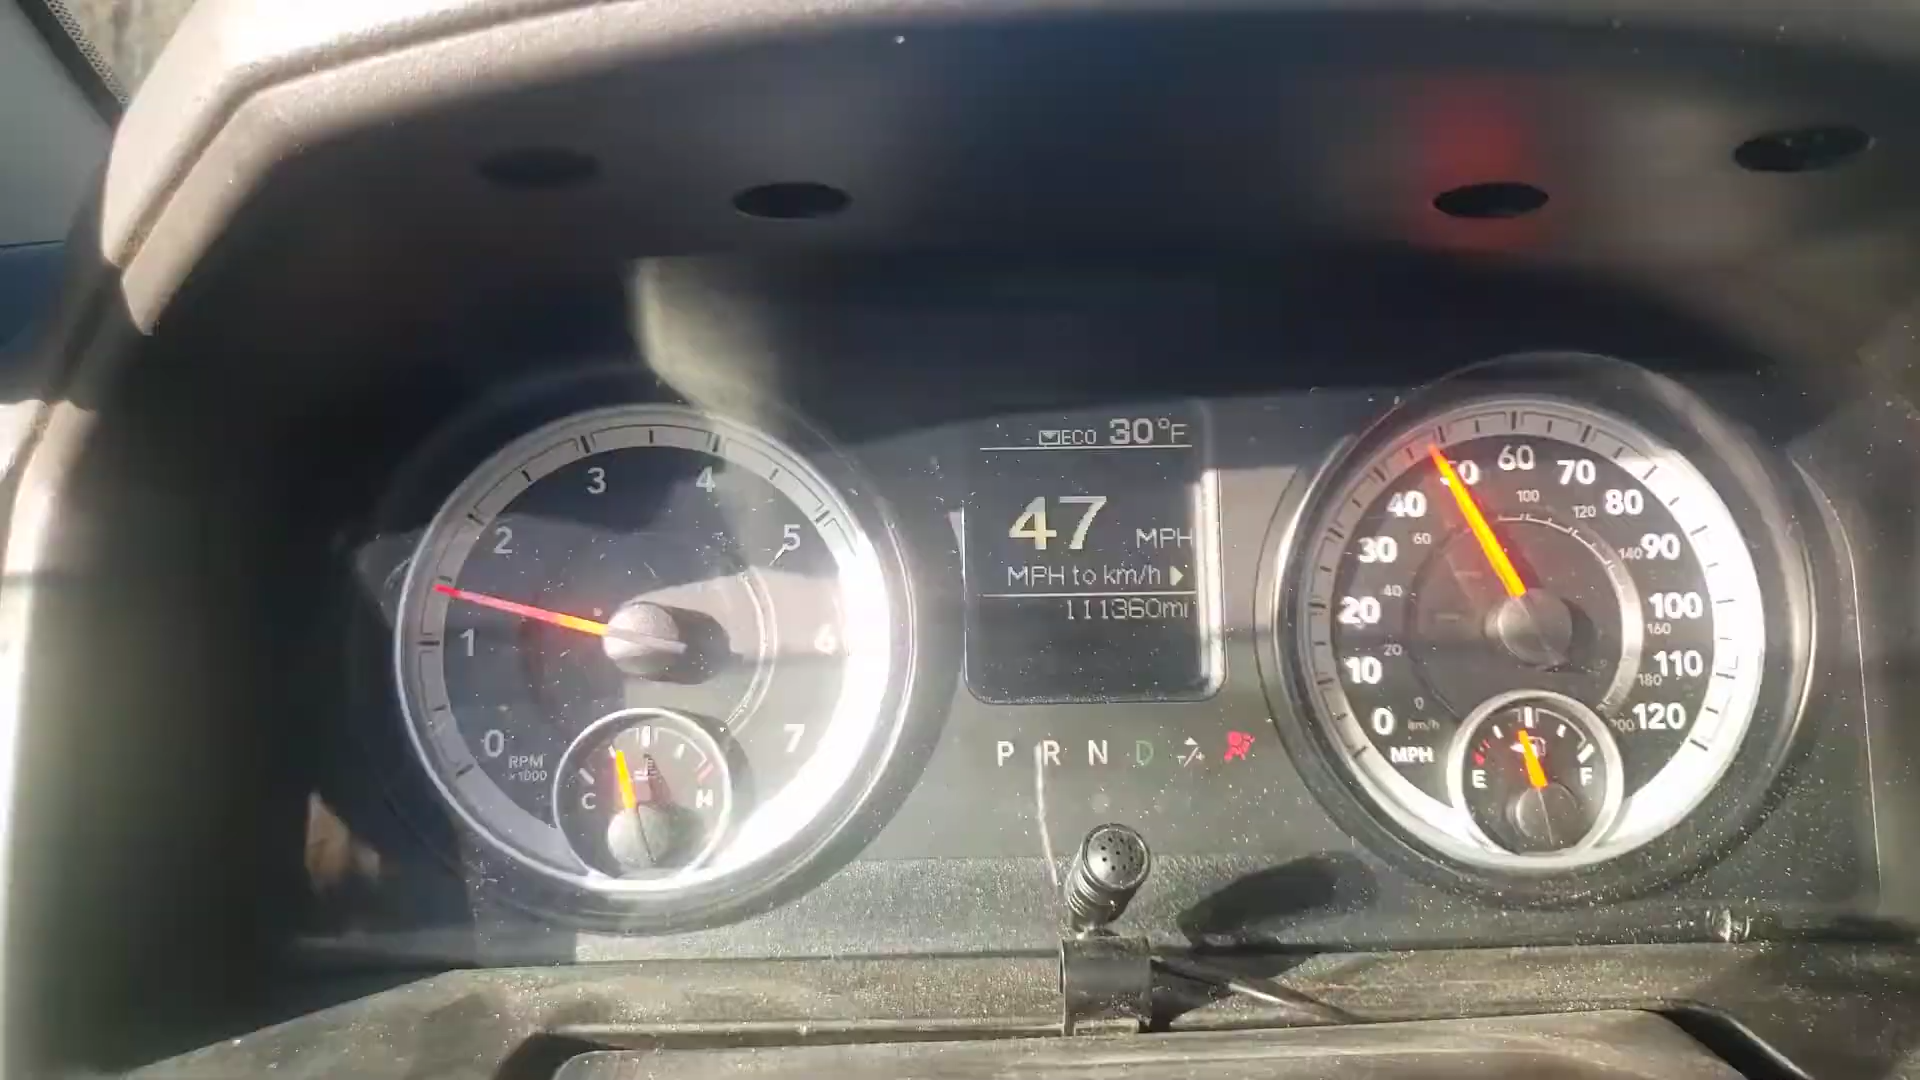 ECO 30°F
47 MPH
MPH to km/h
111360mi
0
1
2
3
4
5
6
7
RPM
x1000
C H
P R N D -/+
0
10
20
30
40
50
60
70
80
90
100
110
120
MPH
0
20
40
60
100
120
140
160
180
200
km/h
E F